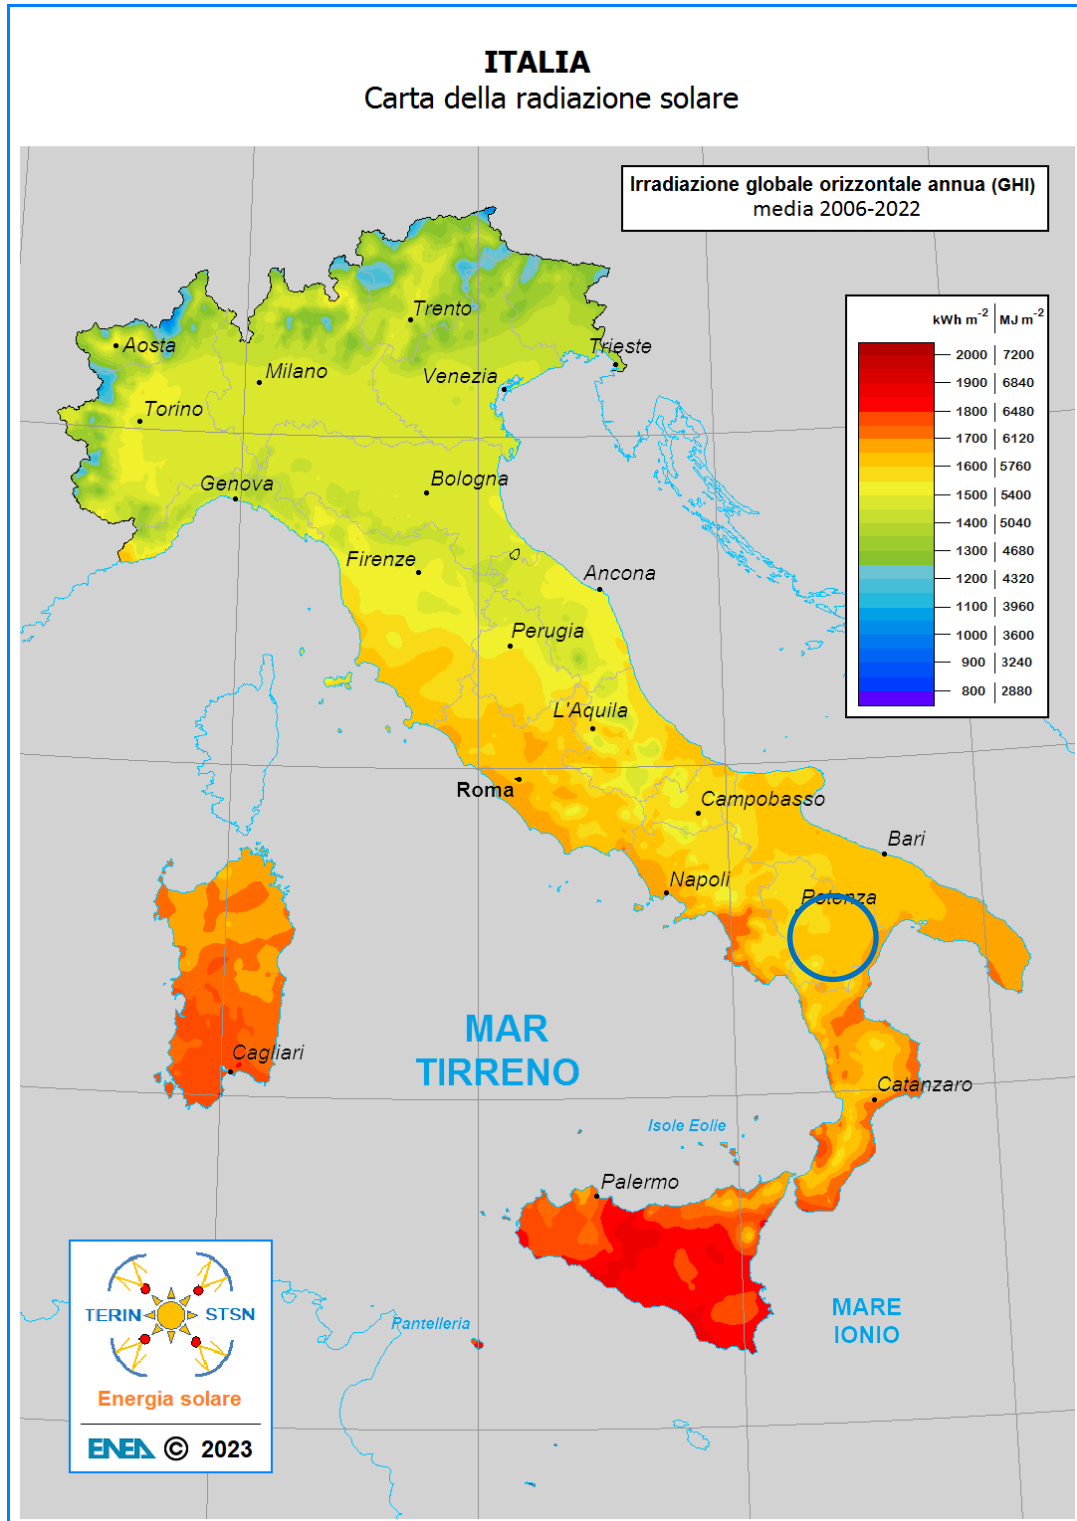 ITALIA
Carta della radiazione solare
Irradiazione globale orizzontale annua (GHI)
media 2006-2022
kWh m-2 | MJ m-2
2000 | 7200
1900 | 6840
1800 | 6480
1700 | 6120
1600 | 5760
1500 | 5400
1400 | 5040
1300 | 4680
1200 | 4320
1100 | 3960
1000 | 3600
900 | 3240
800 | 2880
Trento
Aosta
Trieste
Milano
Venezia
Torino
Genova
Bologna
Firenze
Ancona
Perugia
L'Aquila
Roma
Campobasso
Bari
Napoli
Potenza
MAR
TIRRENO
Cagliari
Catanzaro
Isole Eolie
Palermo
MARE
IONIO
Pantelleria
TERIN STSN
Energia solare
ENEA © 2023